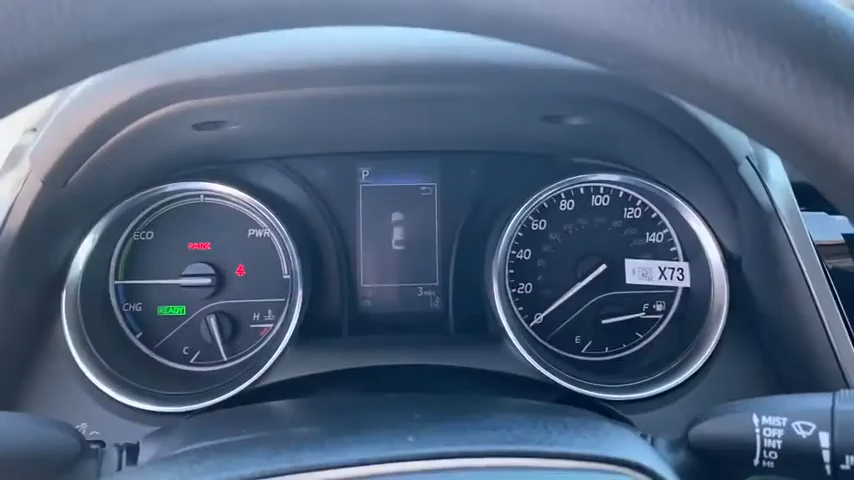 P
ECO
PWR
PARK
CHG
READY
C
H
3 miles
0
20
40
60
80
100
120
140
X73
E
F
MIST
OFF
INT
LO
HI